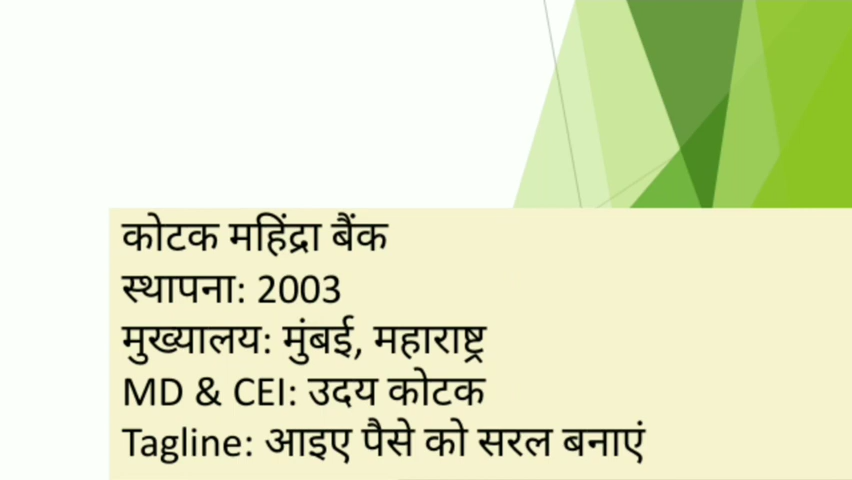 कोटक महिंद्रा बैंक
स्थापना: 2003
मुख्यालय: मुंबई, महाराष्ट्र
MD & CEI: उदय कोटक
Tagline: आइए पैसे को सरल बनाएं